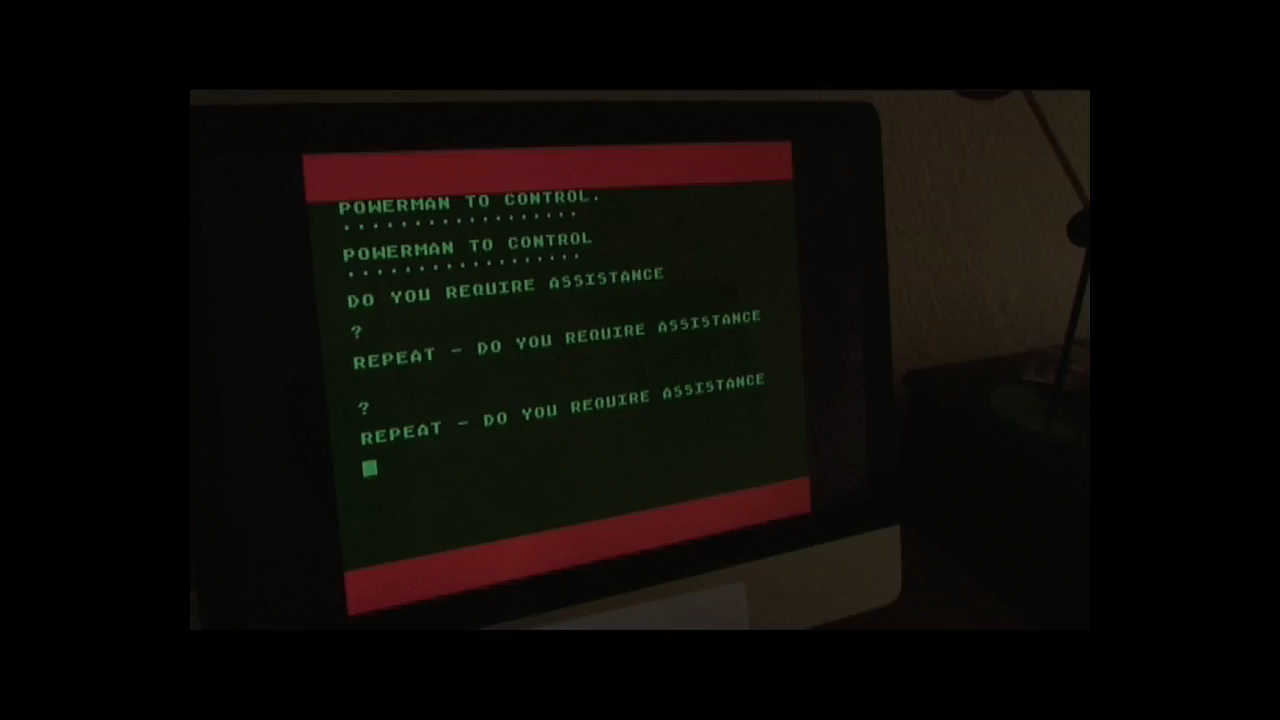 POWERMAN TO CONTROL.
..................
POWERMAN TO CONTROL
..................
DO YOU REQUIRE ASSISTANCE
?
REPEAT - DO YOU REQUIRE ASSISTANCE
?
REPEAT - DO YOU REQUIRE ASSISTANCE